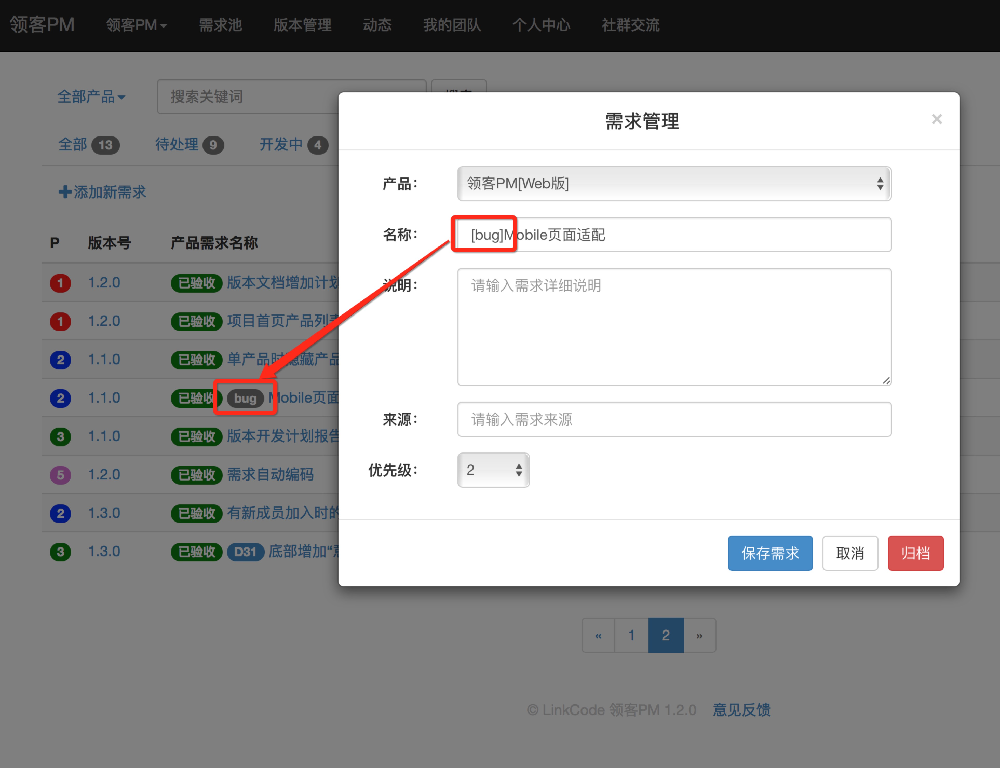 领客PM 领客PM 需求池 版本管理 动态 我的团队 个人中心 社群交流
全部产品 搜索关键词
全部 13 待处理 9 开发中 4
添加新需求
P 版本号 产品需求名称
1 1.2.0 已验收 版本文档增加计
1 1.2.0 已验收 项目首页产品列
2 1.1.0 已验收 单产品时隐藏产品
2 1.1.0 已验收 bug Mobile页面
3 1.1.0 已验收 版本开发计划报告
5 1.2.0 已验收 需求自动编码
2 1.3.0 已验收 有新成员加入时的
3 1.3.0 已验收 D31 底部增加“意
需求管理 ×
产品: 领客PM[Web版]
名称: [bug]Mobile页面适配
说明: 请输入需求详细说明
来源: 请输入需求来源
优先级: 2
保存需求 取消 归档
« 1 2 »
© LinkCode 领客PM 1.2.0 意见反馈